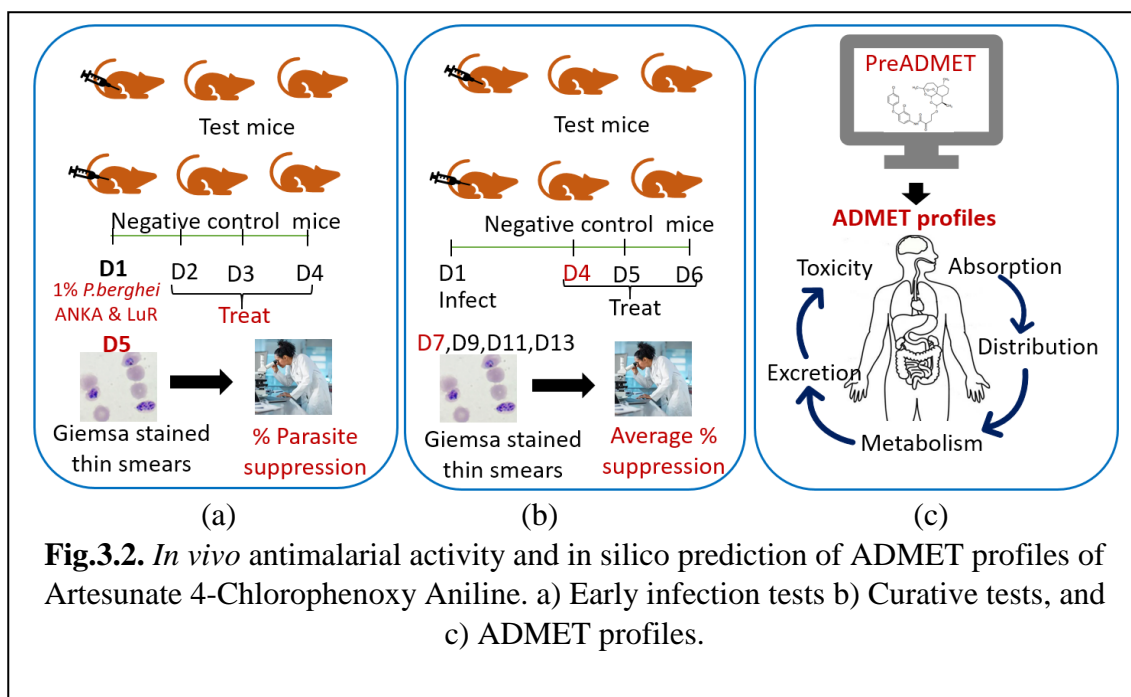 Test mice
Negative control mice
D1
D2
D3
D4
1% P.berghei
ANKA & LuR
Treat
D5
Giemsa stained
thin smears
% Parasite
suppression
(a)
Test mice
Negative control mice
D1
Infect
D4
D5
D6
Treat
D7,D9,D11,D13
Giemsa stained
thin smears
Average %
suppression
(b)
PreADMET
ADMET profiles
Toxicity
Absorption
Distribution
Excretion
Metabolism
(c)
Fig.3.2. In vivo antimalarial activity and in silico prediction of ADMET profiles of
Artesunate 4-Chlorophenoxy Aniline. a) Early infection tests b) Curative tests, and
c) ADMET profiles.